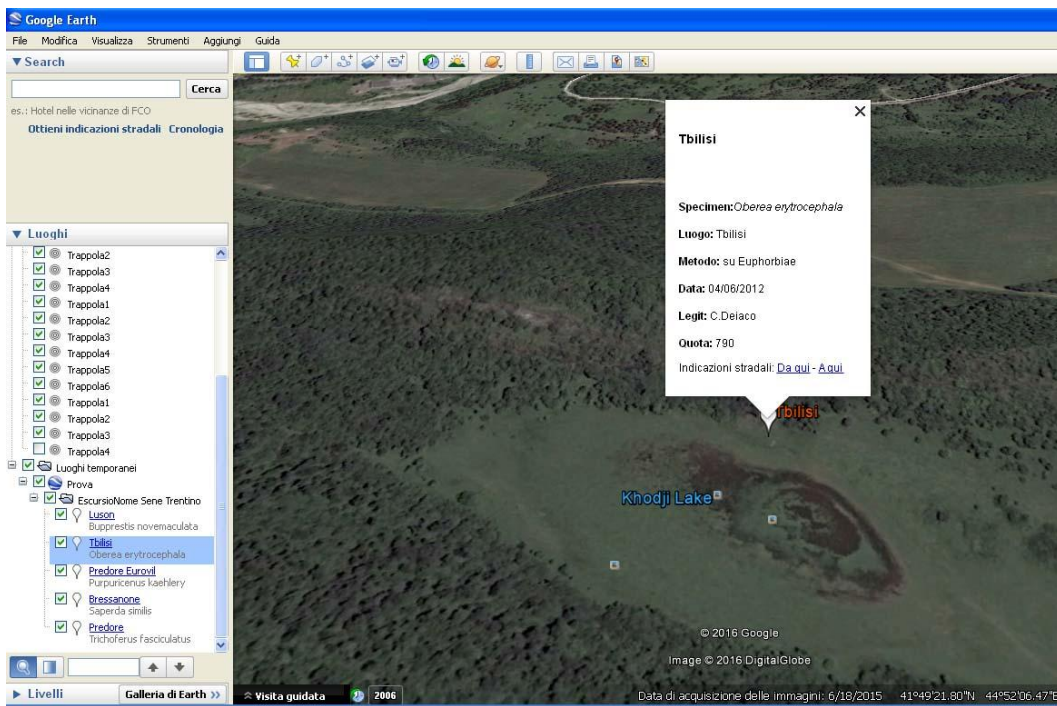 Google Earth
File Modifica Visualizza Strumenti Aggiungi Guida
Search
Cerca
es.: Hotel nelle vicinanze di FCO
Ottieni indicazioni stradali Cronologia
Luoghi
Trappola2
Trappola3
Trappola4
Trappola1
Trappola2
Trappola3
Trappola4
Trappola5
Trappola6
Trappola1
Trappola2
Trappola3
Trappola4
Luoghi temporanei
Prova
EscursioNome Sene Trentino
Luson
Bupprestis novemaculata
Tbilisi
Oberea erytrocephala
Predore Eurovil
Purpuricenus kaehlery
Bressanone
Saperda similis
Predore
Trichoferus fasciculatus
Livelli
Galleria di Earth >>
Tbilisi
Specimen:Oberea erytrocephala
Luogo: Tbilisi
Metodo: su Euphorbiae
Data: 04/06/2012
Legit: C.Deiaco
Quota: 790
Indicazioni stradali: Da qui - A qui
Tbilisi
Khodji Lake
© 2016 Google
Image © 2016 DigitalGlobe
Visita guidata 2006
Data di acquisizione delle immagini: 6/18/2015 41°49'21.80"N 44°52'06.47"E